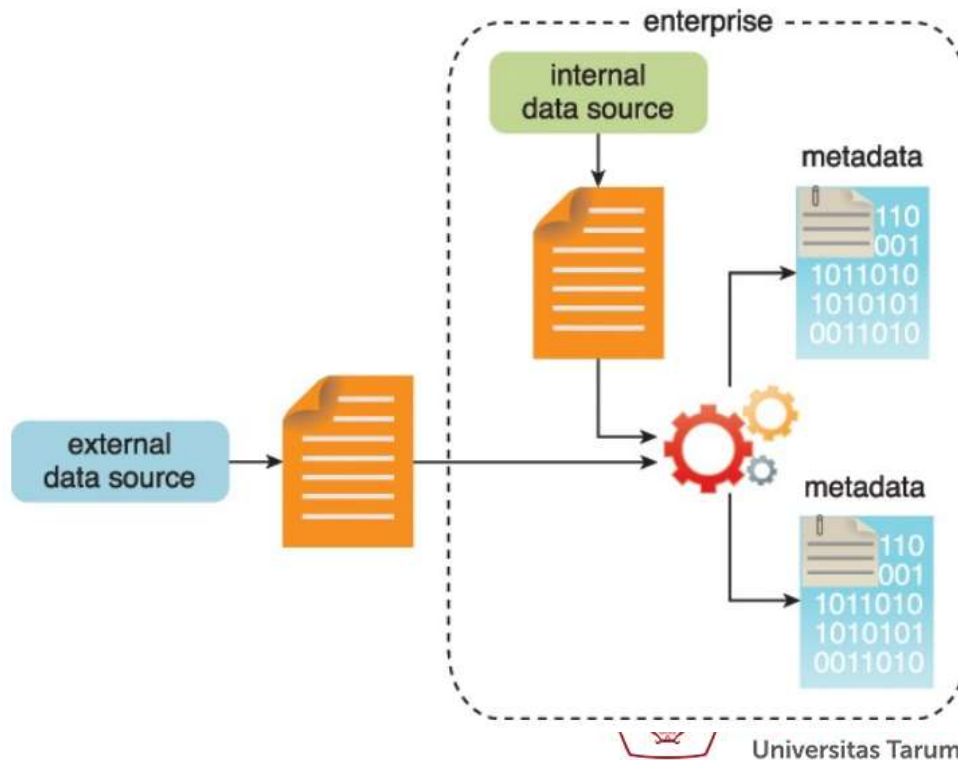 enterprise
internal
data source
metadata
110
001
1011010
1010101
0011010
external
data source
metadata
110
001
1011010
1010101
0011010
Universitas Tarum